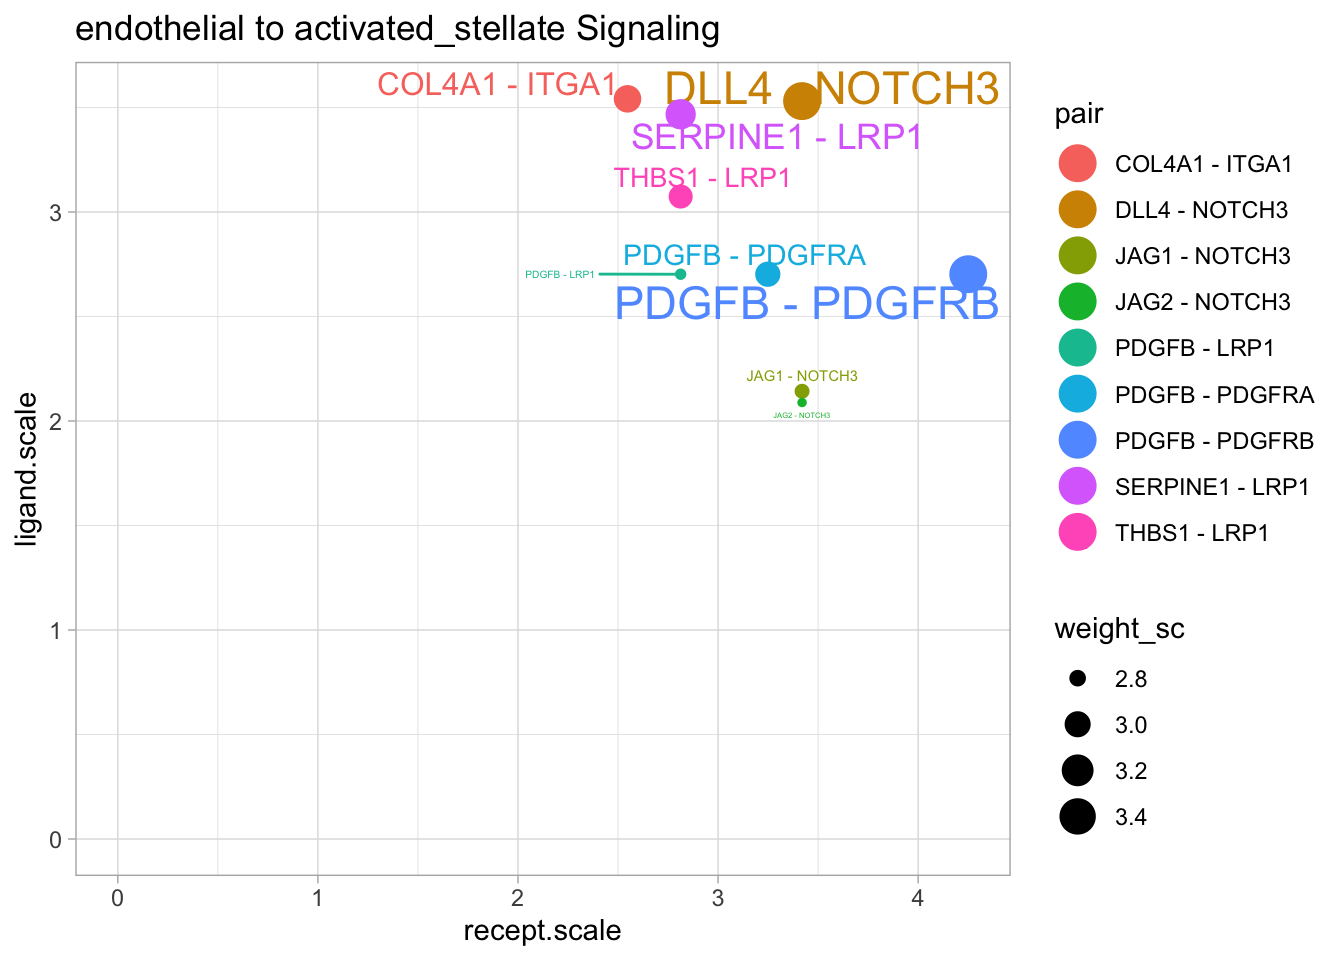 endothelial to activated_stellate Signaling
COL4A1 - ITGA1
DLL4 - NOTCH3
SERPINE1 - LRP1
THBS1 - LRP1
PDGFB - PDGFRA
PDGFB - LRP1
PDGFB - PDGFRB
JAG1 - NOTCH3
JAG2 - NOTCH3
3
2
1
0
ligand.scale
0 1 2 3 4
recept.scale
pair
COL4A1 - ITGA1
DLL4 - NOTCH3
JAG1 - NOTCH3
JAG2 - NOTCH3
PDGFB - LRP1
PDGFB - PDGFRA
PDGFB - PDGFRB
SERPINE1 - LRP1
THBS1 - LRP1
weight_sc
2.8
3.0
3.2
3.4